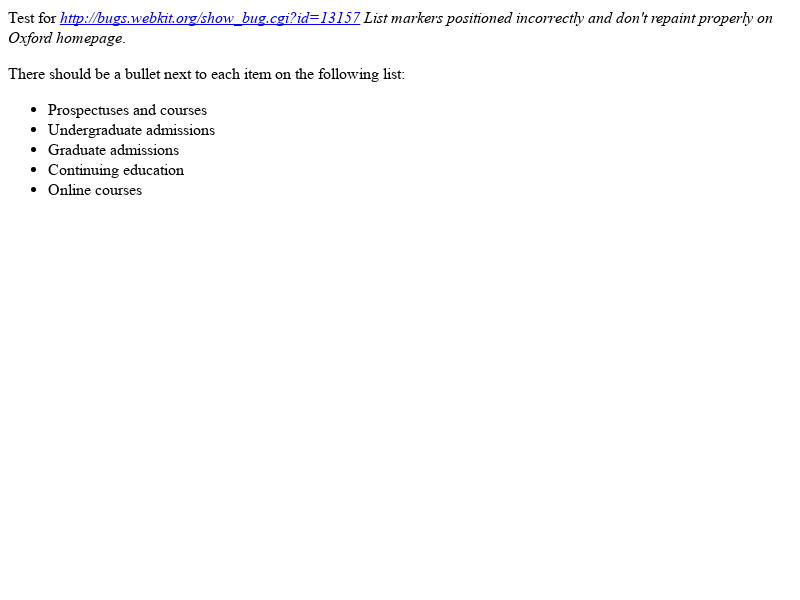 Test for http://bugs.webkit.org/show_bug.cgi?id=13157 List markers positioned incorrectly and don't repaint properly on
Oxford homepage.
There should be a bullet next to each item on the following list:
• Prospectuses and courses
• Undergraduate admissions
• Graduate admissions
• Continuing education
• Online courses